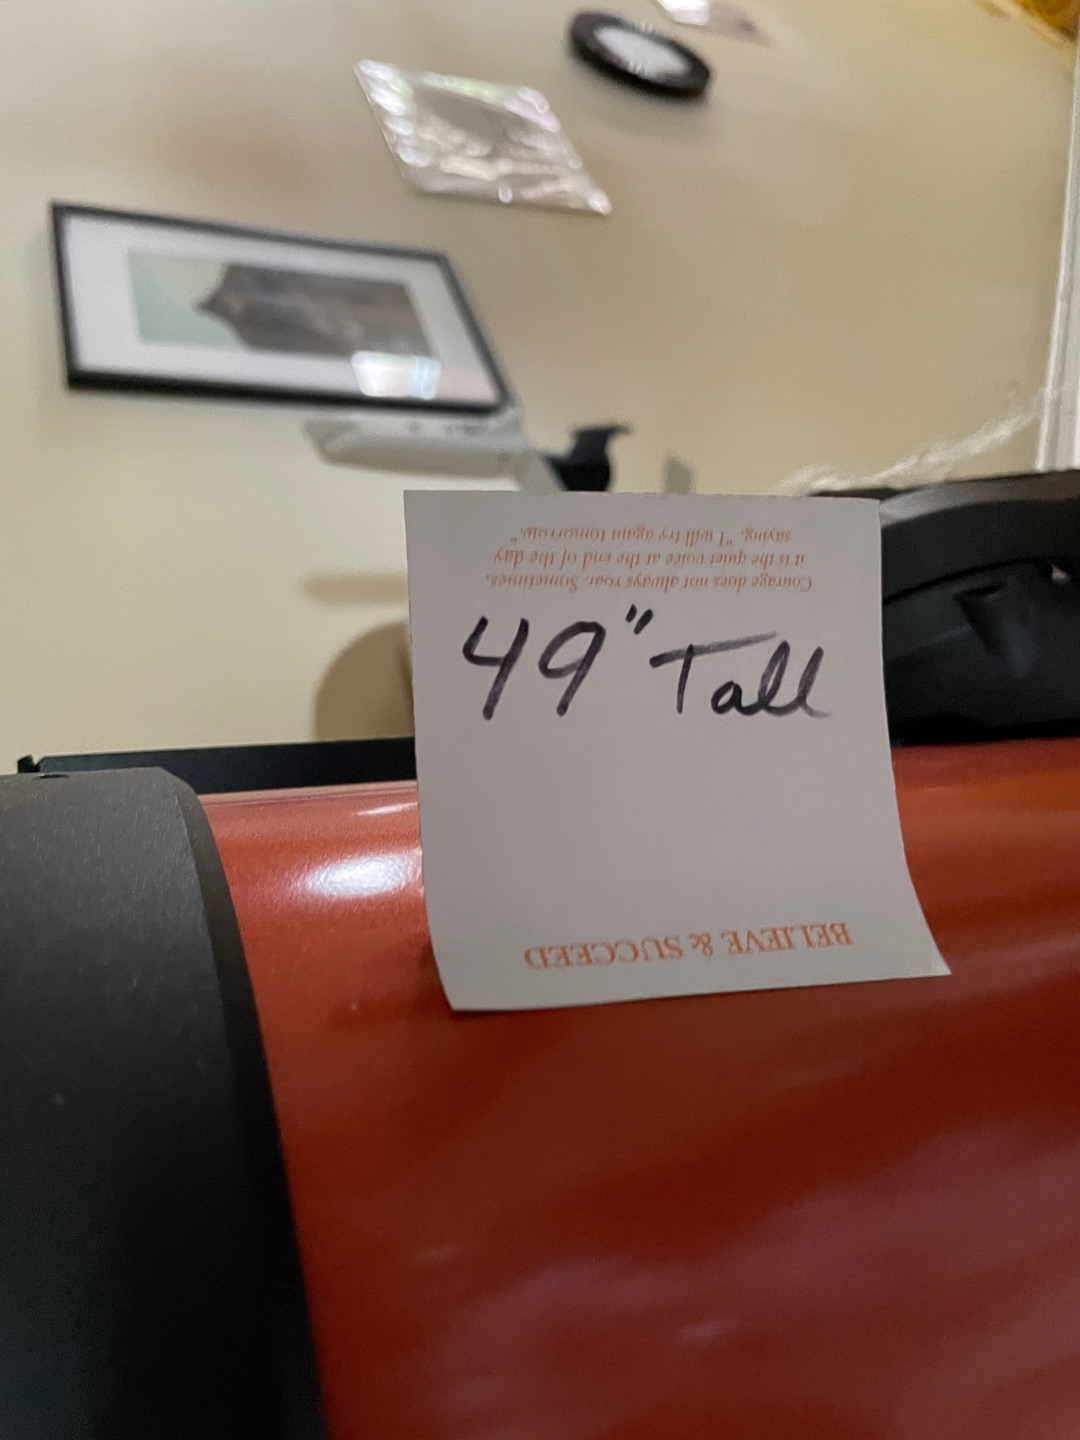 49" Tall
BELIEVE & SUCCEED
Courage does not always roar. Sometimes,
it is the quiet voice at the end of the day
saying, "I will try again tomorrow."